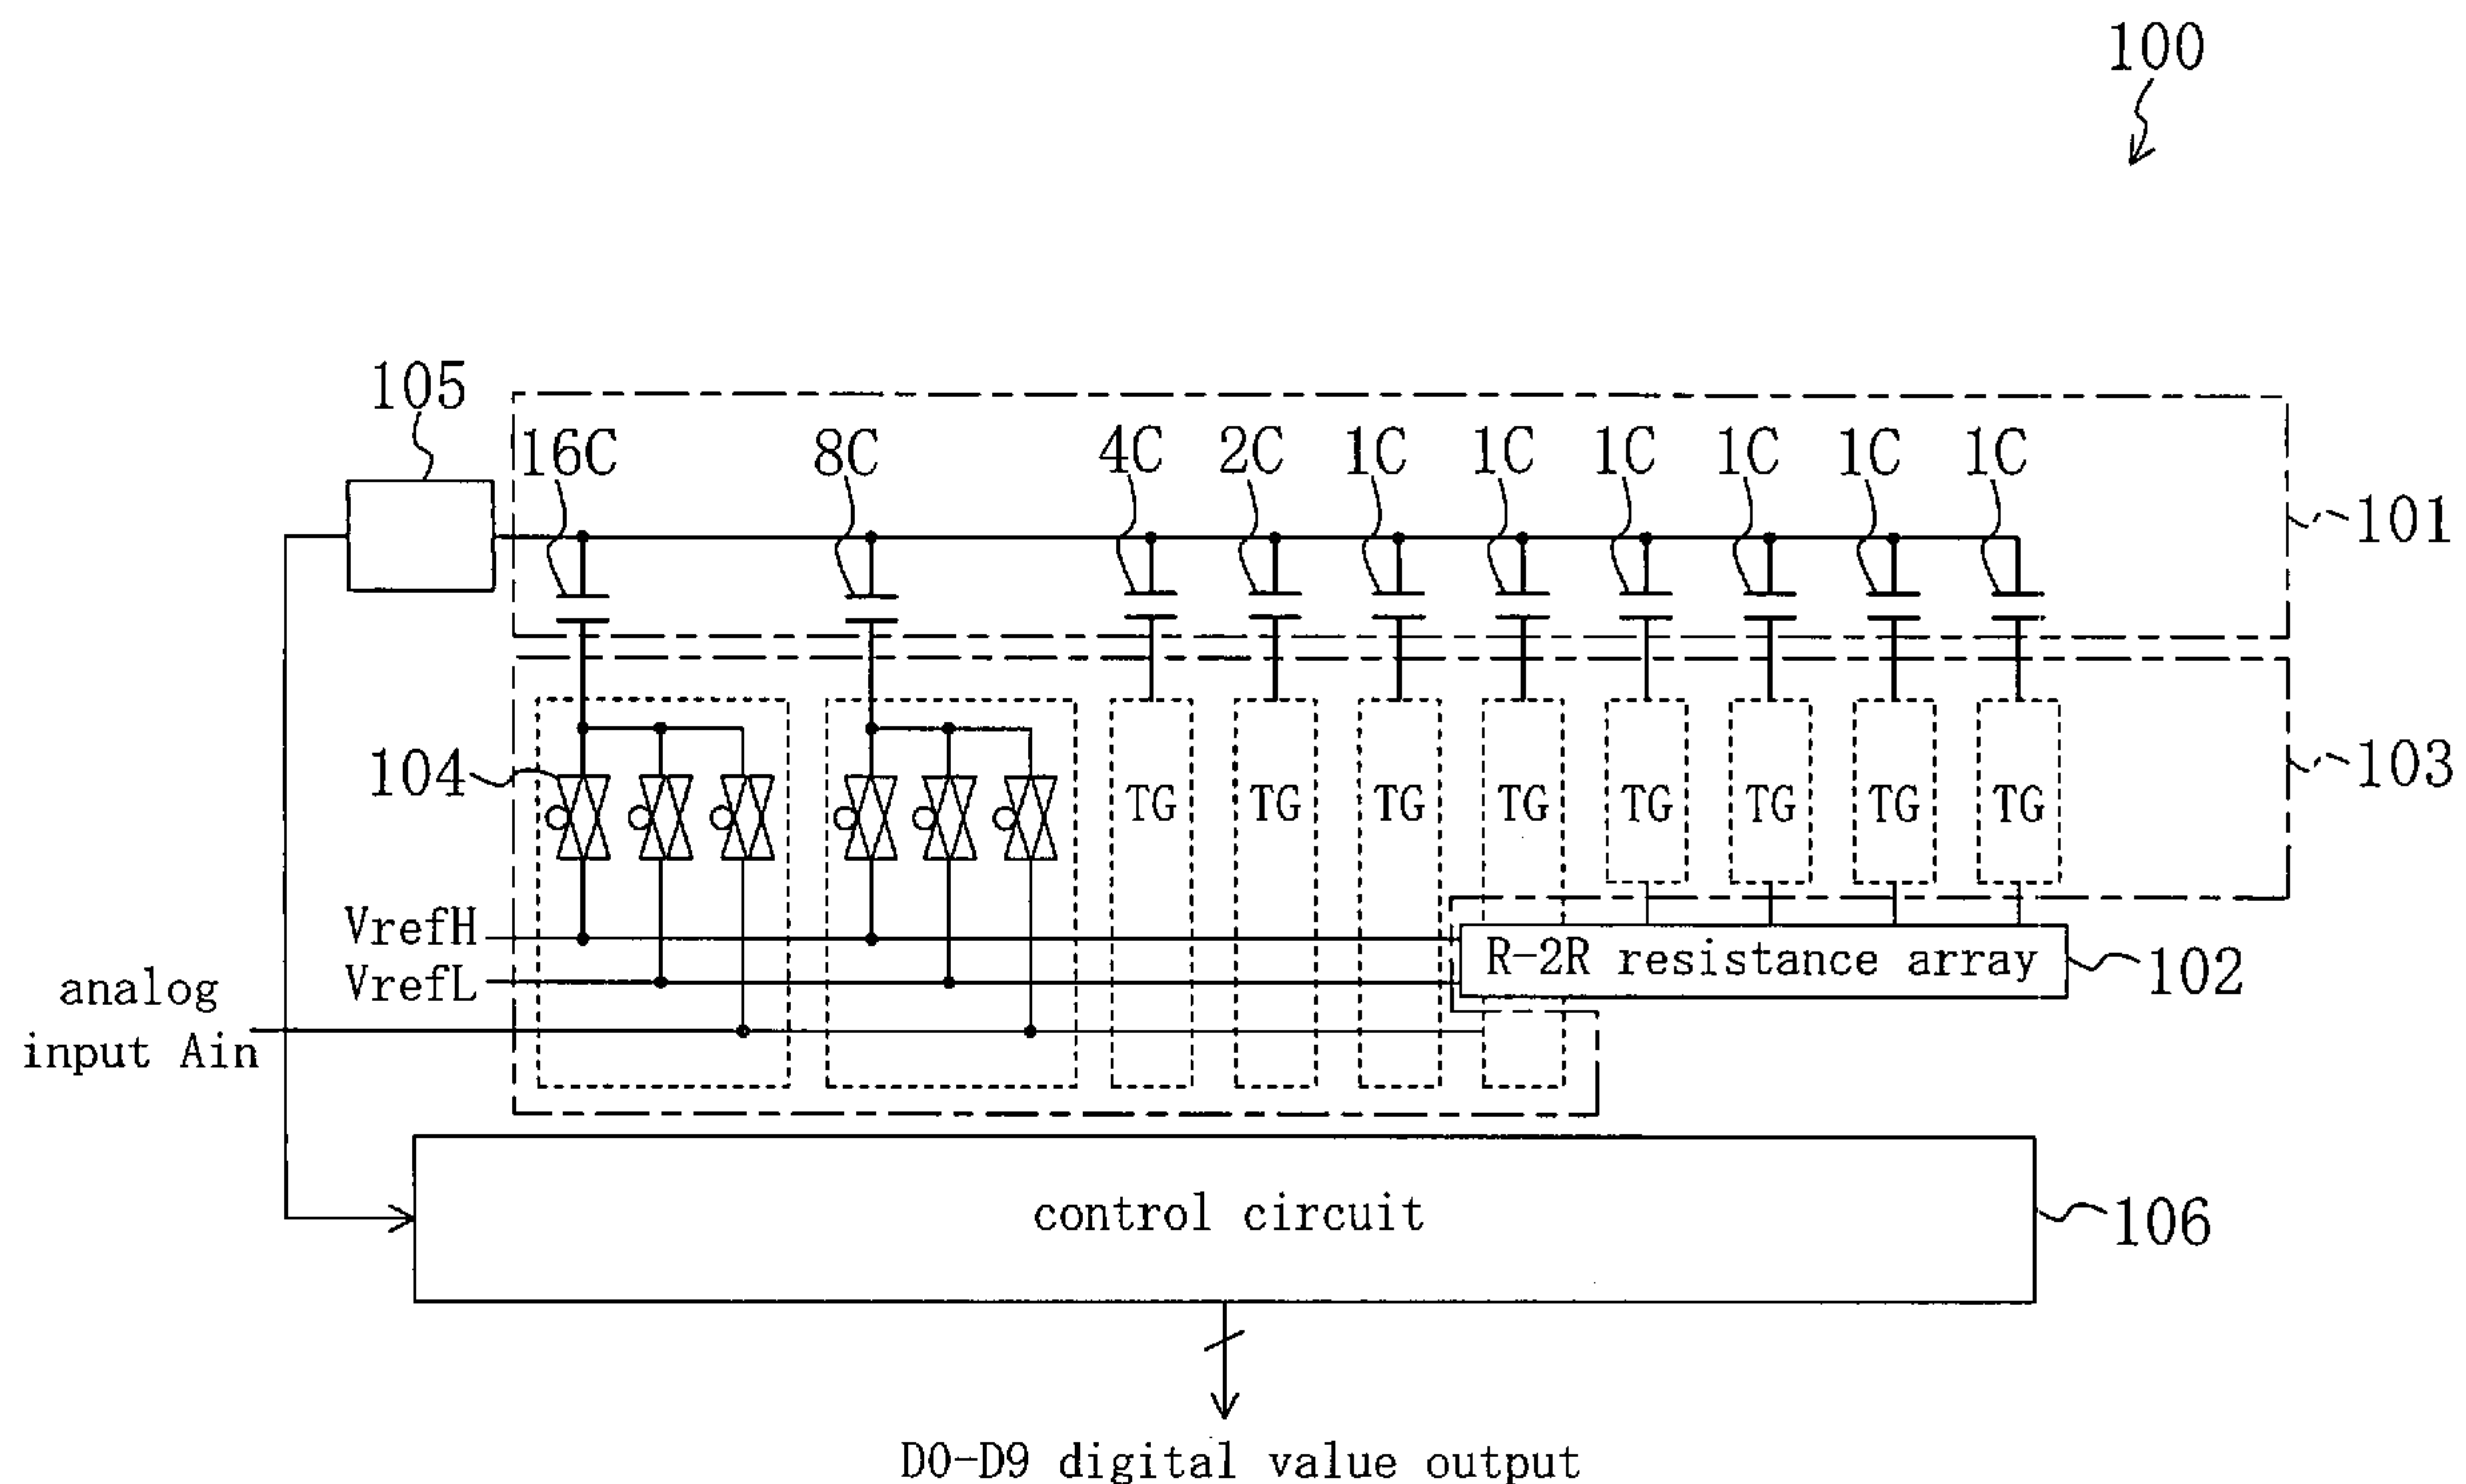 100
105
16C 8C 4C 2C 1C 1C 1C 1C 1C 1C
101
104
TG TG TG TG TG TG TG TG
103
VrefH
R-2R resistance array
102
VrefL
analog
input Ain
control circuit
106
D0-D9 digital value output